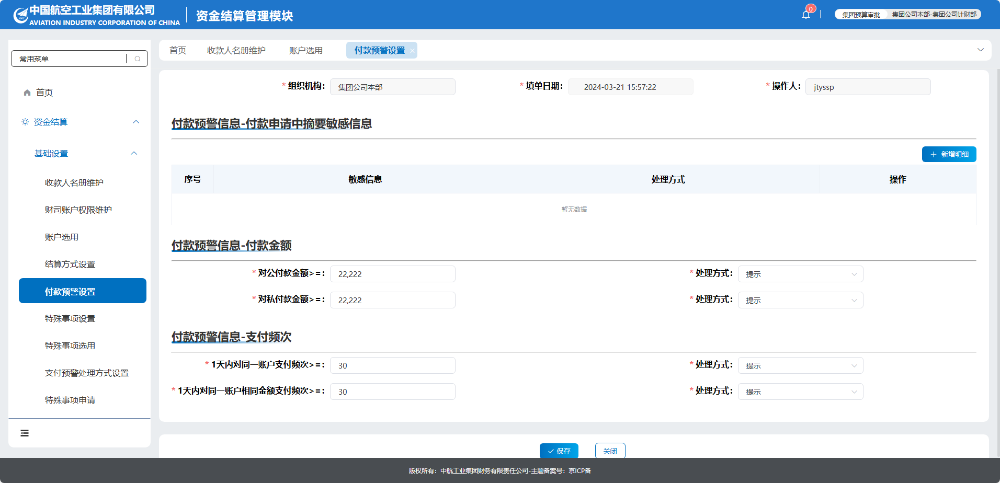 中国航空工业集团有限公司
AVIATION INDUSTRY CORPORATION OF CHINA
资金结算管理模块
0
集团预算审批
集团公司本部-集团公司计财部
常用菜单
首页
资金结算
基础设置
收款人名册维护
财司账户权限维护
账户选用
结算方式设置
付款预警设置
特殊事项设置
特殊事项选用
支付预警处理方式设置
特殊事项申请
首页 收款人名册维护 账户选用 付款预警设置
* 组织机构： 集团公司本部 * 填单日期： 2024-03-21 15:57:22 * 操作人： jtyssp
付款预警信息-付款申请中摘要敏感信息
新增明细
序号 敏感信息 处理方式 操作
暂无数据
付款预警信息-付款金额
* 对公付款金额>=： 22,222 * 处理方式： 提示
* 对私付款金额>=： 22,222 * 处理方式： 提示
付款预警信息-支付频次
* 1天内对同一账户支付频次>=： 30 * 处理方式： 提示
* 1天内对同一账户相同金额支付频次>=： 30 * 处理方式： 提示
保存 关闭
版权所有：中航工业集团财务有限责任公司-主题备案号：京ICP备